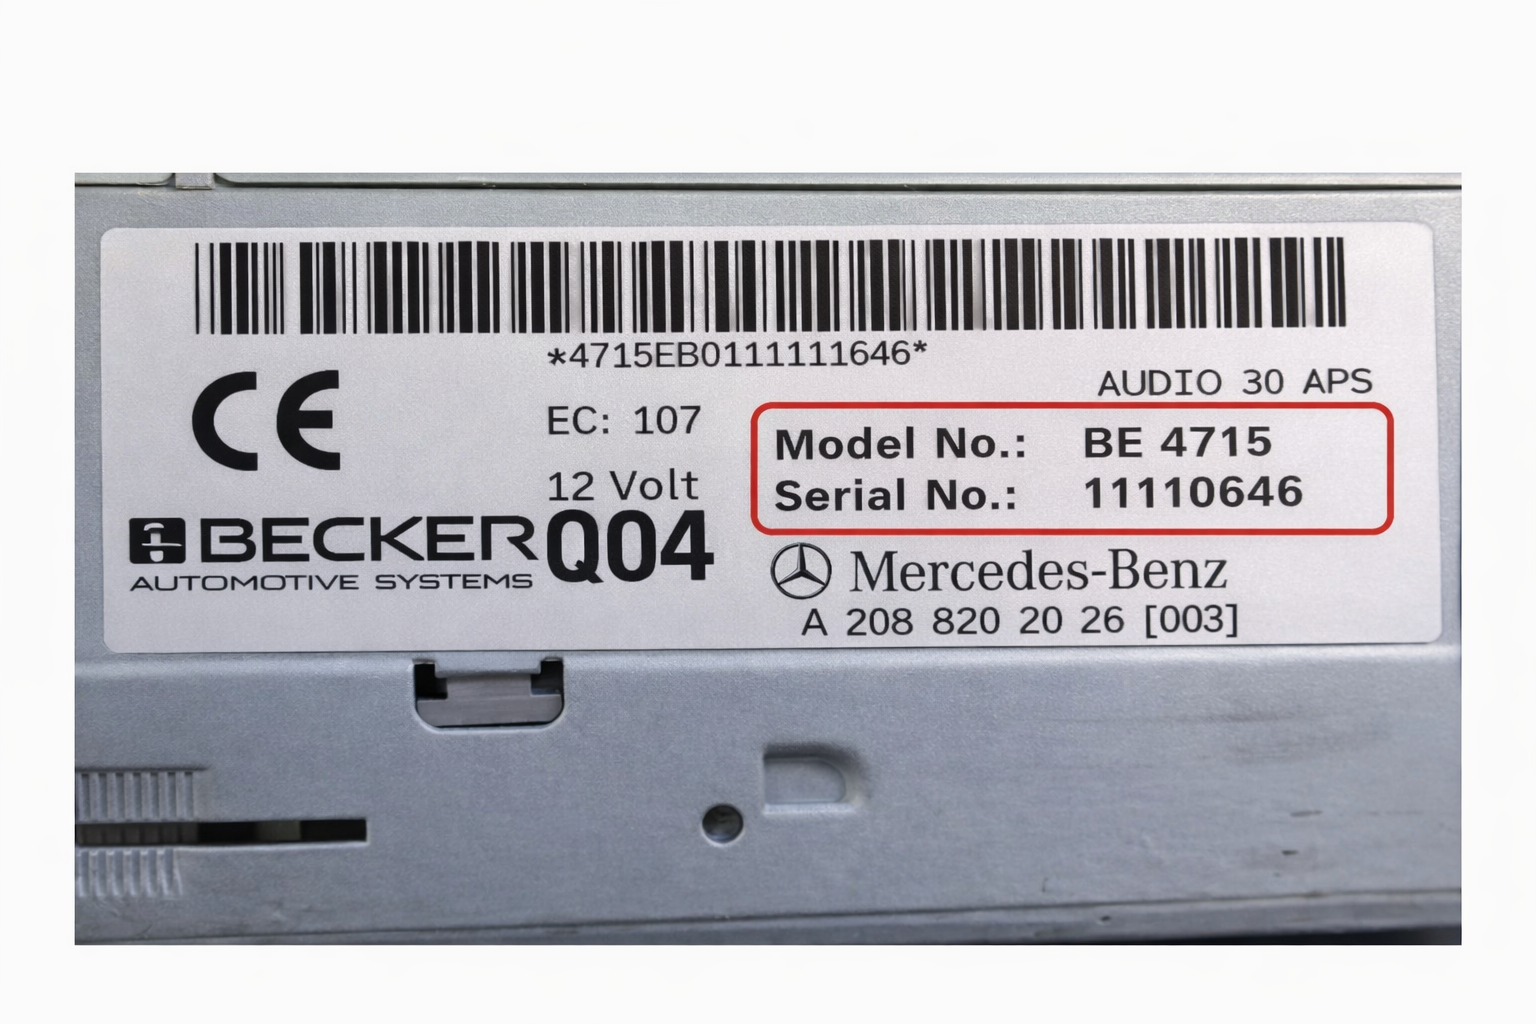 *4715EB0111111646*
AUDIO 30 APS
CE
EC: 107
Model No.: BE 4715
12 Volt
Serial No.: 11110646
BECKER
AUTOMOTIVE SYSTEMS
Q04
Mercedes-Benz
A 208 820 20 26 [003]